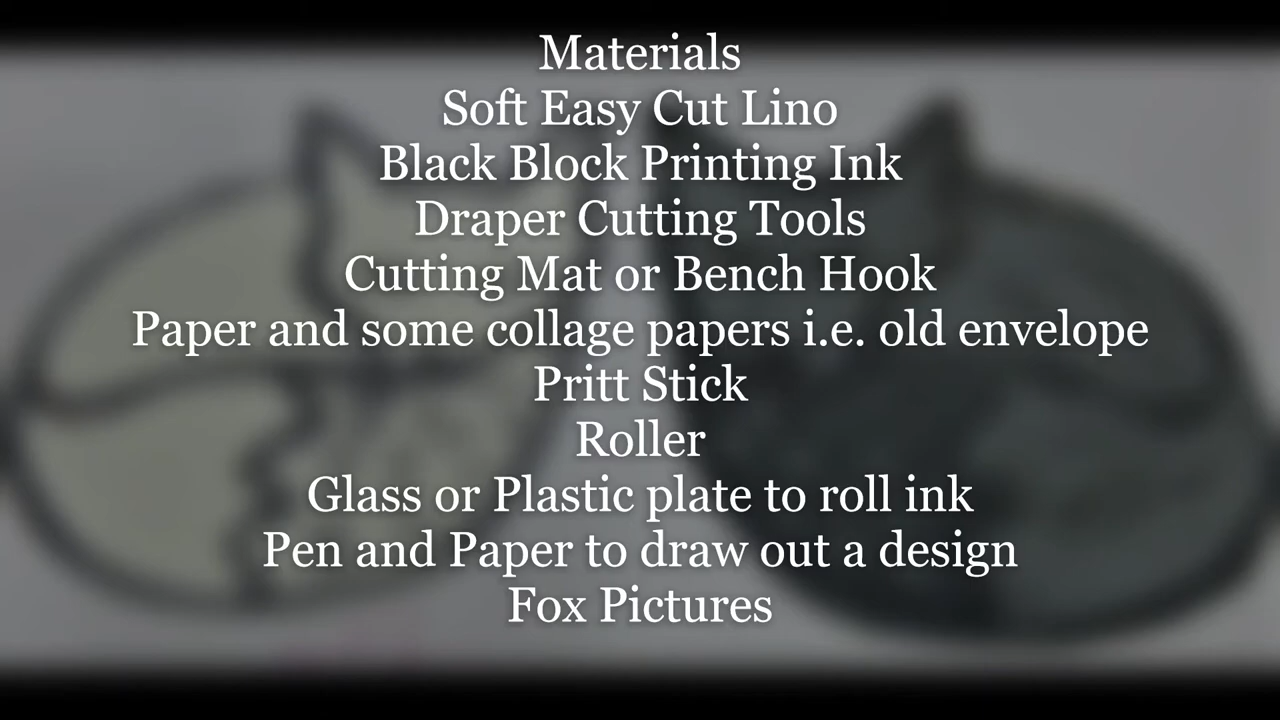 Materials
Soft Easy Cut Lino
Black Block Printing Ink
Draper Cutting Tools
Cutting Mat or Bench Hook
Paper and some collage papers i.e. old envelope
Pritt Stick
Roller
Glass or Plastic plate to roll ink
Pen and Paper to draw out a design
Fox Pictures